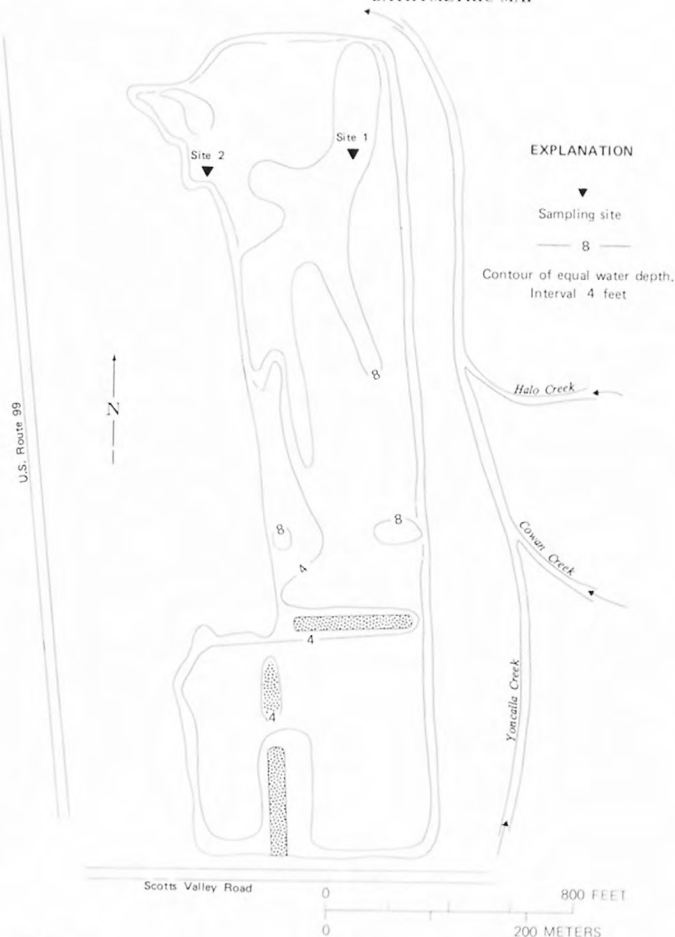 BATHYMETRIC MAP
Site 1
Site 2
EXPLANATION
Sampling site
8
Contour of equal water depth,
Interval 4 feet
8
Halo Creek
N
U.S. Route 99
8
8
Cowan Creek
4
4
Yoncalla Creek
4
Scotts Valley Road
0
800 FEET
0
200 METERS